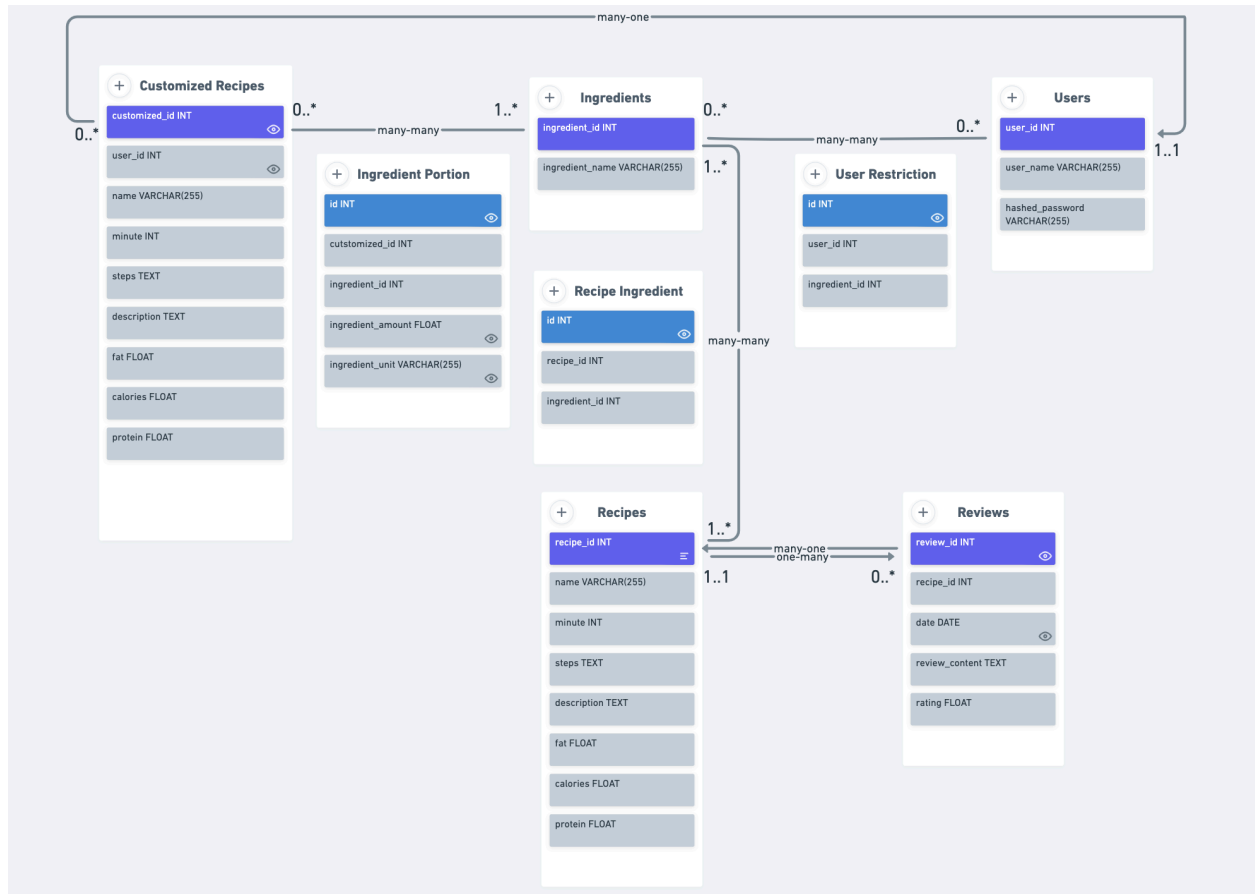 many-one
Customized Recipes
customized_id INT
user_id INT
name VARCHAR(255)
minute INT
steps TEXT
description TEXT
fat FLOAT
calories FLOAT
protein FLOAT
0..*
0..*
many-many
1..*
Ingredient Portion
id INT
cutstomized_id INT
ingredient_id INT
ingredient_amount FLOAT
ingredient_unit VARCHAR(255)
Ingredients
ingredient_id INT
ingredient_name VARCHAR(255)
0..*
1..*
many-many
0..*
Users
user_id INT
user_name VARCHAR(255)
hashed_password
VARCHAR(255)
1..1
User Restriction
id INT
user_id INT
ingredient_id INT
Recipe Ingredient
id INT
recipe_id INT
ingredient_id INT
many-many
Recipes
recipe_id INT
name VARCHAR(255)
minute INT
steps TEXT
description TEXT
fat FLOAT
calories FLOAT
protein FLOAT
1..*
1..1
many-one
one-many
0..*
Reviews
review_id INT
recipe_id INT
date DATE
review_content TEXT
rating FLOAT